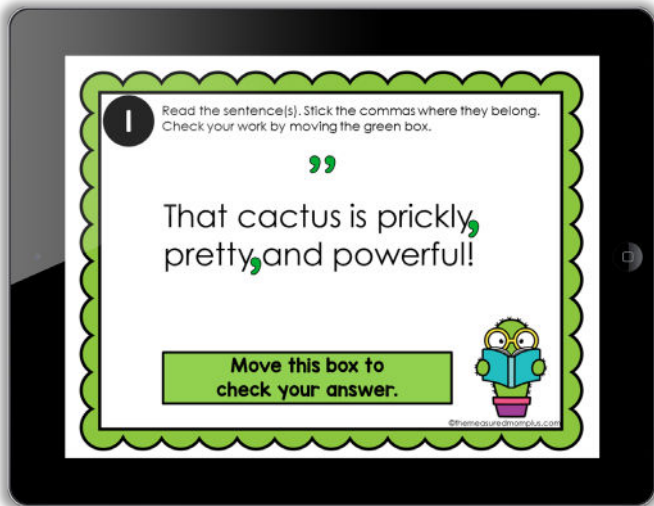 1
Read the sentence(s). Stick the commas where they belong.
Check your work by moving the green box.
,,
That cactus is prickly,
pretty,and powerful!
Move this box to
check your answer.
©themeasuredmomplus.com